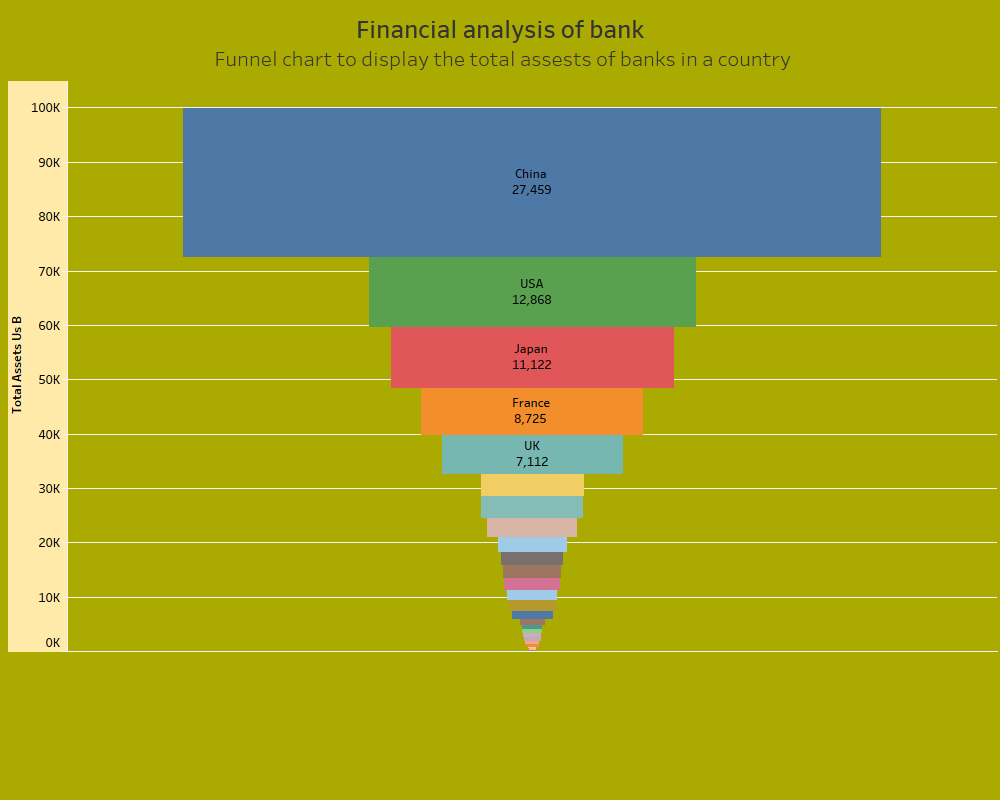 Financial analysis of bank
Funnel chart to display the total assests of banks in a country
100K
90K
80K
70K
60K
50K
40K
30K
20K
10K
0K
Total Assets Us B
China
27,459
USA
12,868
Japan
11,122
France
8,725
UK
7,112